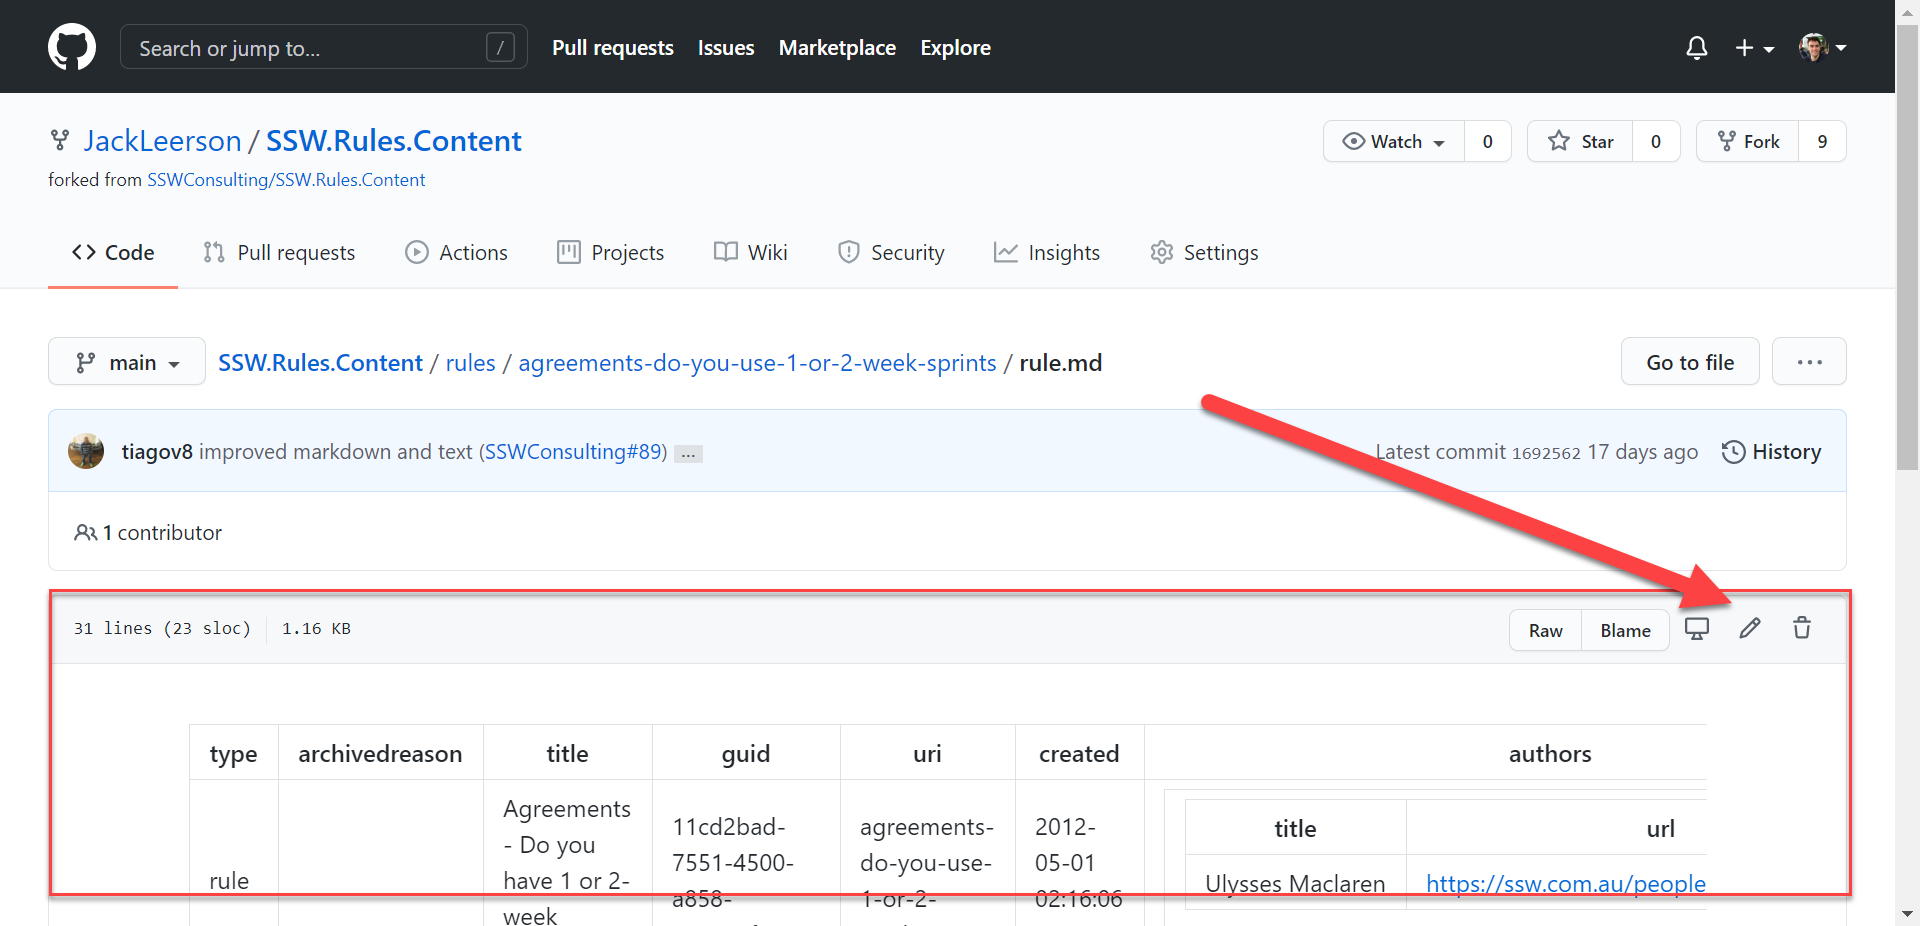 Search or jump to... /
Pull requests Issues Marketplace Explore
JackLeerson / SSW.Rules.Content
Watch 0 Star 0 Fork 9
forked from SSWConsulting/SSW.Rules.Content
Code Pull requests Actions Projects Wiki Security Insights Settings
main SSW.Rules.Content / rules / agreements-do-you-use-1-or-2-week-sprints / rule.md Go to file ...
tiagov8 improved markdown and text (SSWConsulting#89) ... Latest commit 1692562 17 days ago History
1 contributor
31 lines (23 sloc) 1.16 KB Raw Blame
type archivedreason title guid uri created authors
Agreements
- Do you
have 1 or 2-
week
rule
11cd2bad-
7551-4500-
a858-
agreements-
do-you-use-
1-or-2-
2012-
05-01
02:16:06
title url
Ulysses Maclaren https://ssw.com.au/people